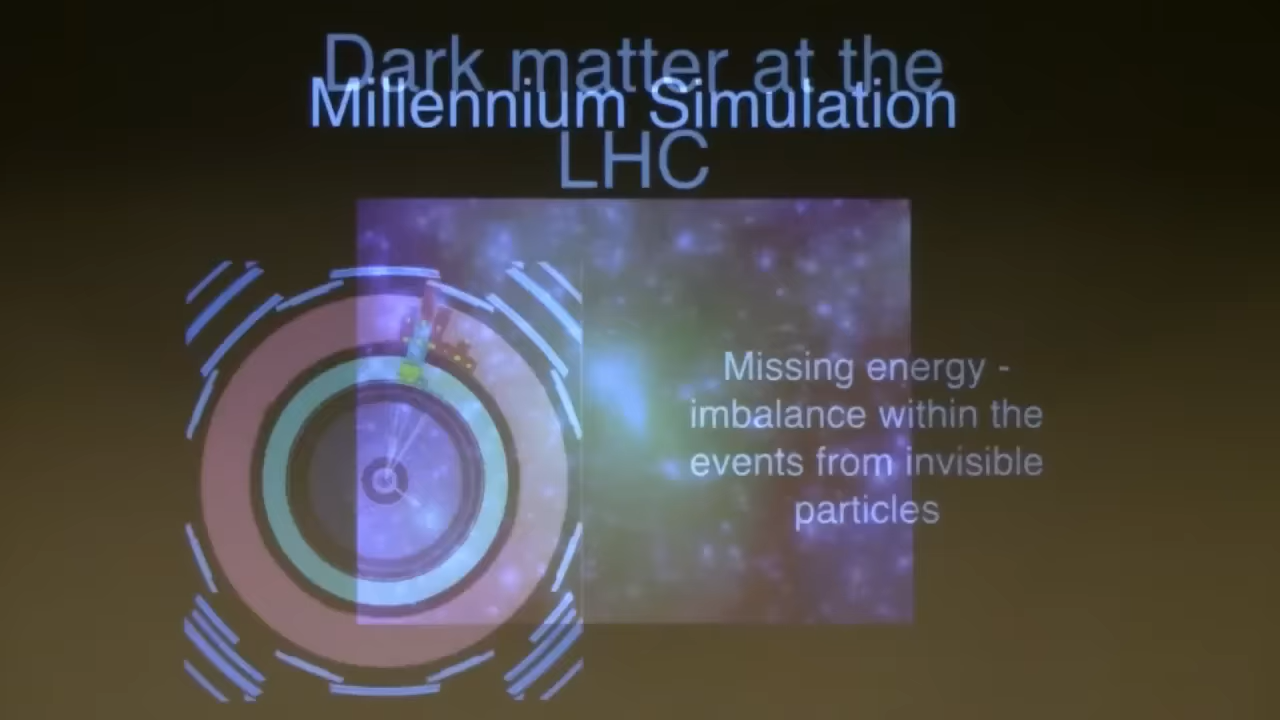 Dark matter at the
Millennium Simulation
LHC
Missing energy -
imbalance within the
events from invisible
particles